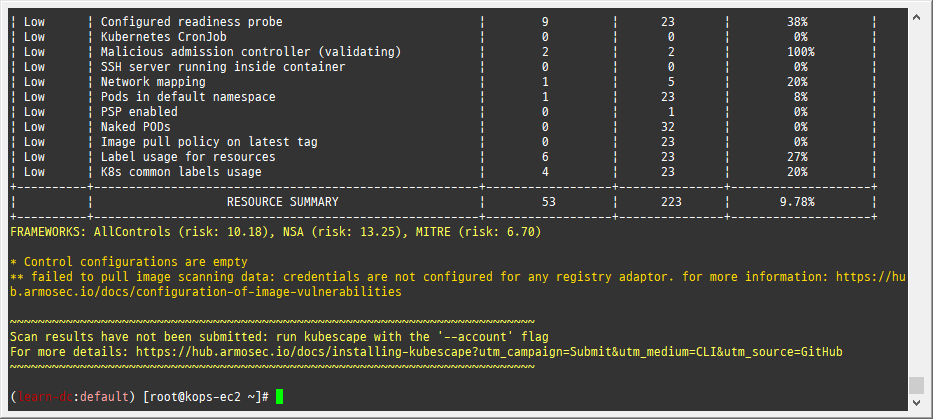 ¦ Low      ¦ Configured readiness probe                       ¦       9        ¦      23      ¦       38%        ¦
¦ Low      ¦ Kubernetes CronJob                               ¦       0        ¦      0       ¦        0%        ¦
¦ Low      ¦ Malicious admission controller (validating)      ¦       2        ¦      2       ¦       100%       ¦
¦ Low      ¦ SSH server running inside container              ¦       0        ¦      0       ¦        0%        ¦
¦ Low      ¦ Network mapping                                  ¦       1        ¦      5       ¦       20%        ¦
¦ Low      ¦ Pods in default namespace                        ¦       1        ¦      23      ¦        8%        ¦
¦ Low      ¦ PSP enabled                                      ¦       0        ¦      1       ¦        0%        ¦
¦ Low      ¦ Naked PODs                                       ¦       0        ¦      32      ¦        0%        ¦
¦ Low      ¦ Image pull policy on latest tag                  ¦       0        ¦      23      ¦        0%        ¦
¦ Low      ¦ Label usage for resources                        ¦       6        ¦      23      ¦       27%        ¦
¦ Low      ¦ K8s common labels usage                          ¦       4        ¦      23      ¦       20%        ¦
+----------+--------------------------------------------------+----------------+--------------+------------------+
¦          ¦                 RESOURCE SUMMARY                 ¦       53       ¦     223      ¦      9.78%       ¦
+----------+--------------------------------------------------+----------------+--------------+------------------+
FRAMEWORKS: AllControls (risk: 10.18), NSA (risk: 13.25), MITRE (risk: 6.70)
* Control configurations are empty
** failed to pull image scanning data: credentials are not configured for any registry adaptor. for more information: https://hu
b.armosec.io/docs/configuration-of-image-vulnerabilities
~~~~~~~~~~~~~~~~~~~~~~~~~~~~~~~~~~~~~~~~~~~~~~~~~~~~~~~~~~~~~~~~~~~~~~~~~~~
Scan results have not been submitted: run kubescape with the '--account' flag
For more details: https://hub.armosec.io/docs/installing-kubescape?utm_campaign=Submit&utm_medium=CLI&utm_source=GitHub
~~~~~~~~~~~~~~~~~~~~~~~~~~~~~~~~~~~~~~~~~~~~~~~~~~~~~~~~~~~~~~~~~~~~~~~~~~~
(learn-dt:default) [root@kops-ec2 ~]#